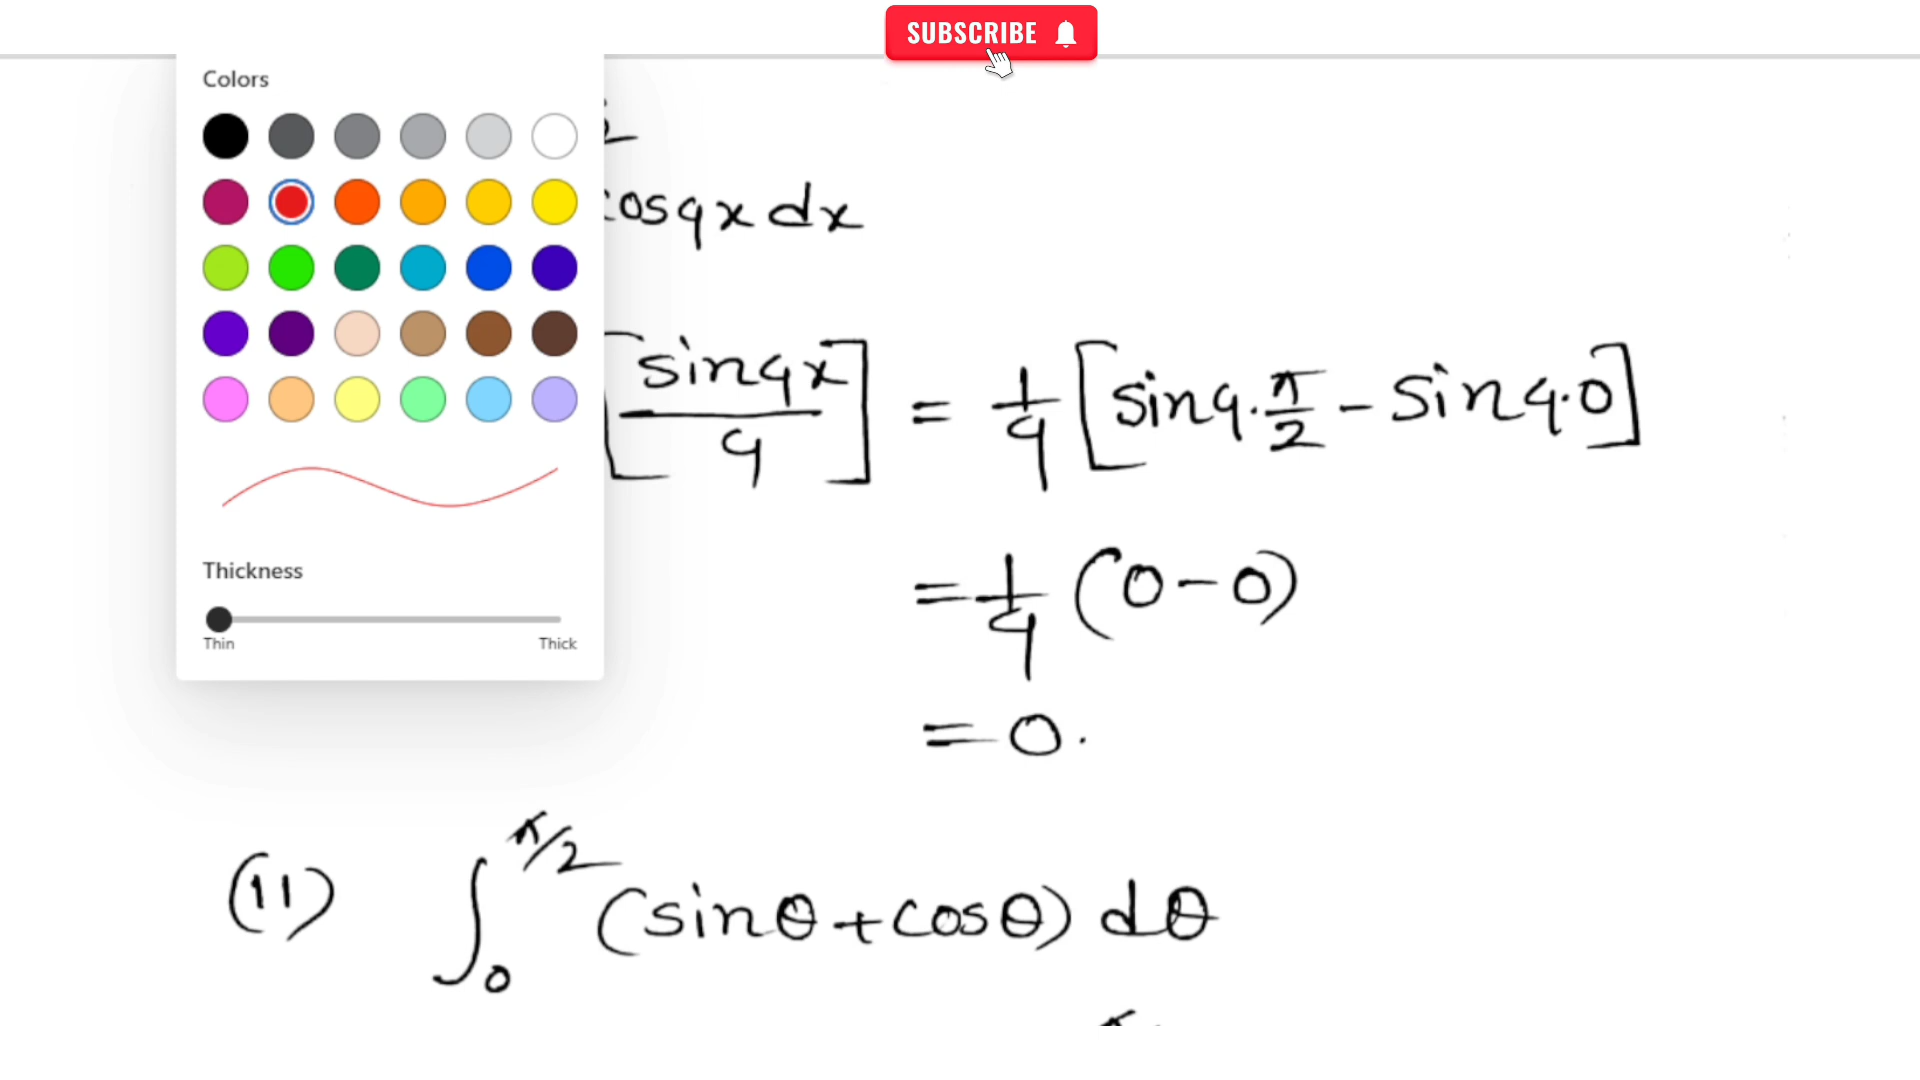 SUBSCRIBE
Colors
cos4x dx
[sin4x/4] = 1/4 [sin4·π/2 - sin4·0]
= 1/4 (0-0)
= 0.
Thickness
Thin Thick
(ii) ∫₀^π/2 (sinθ+cosθ) dθ